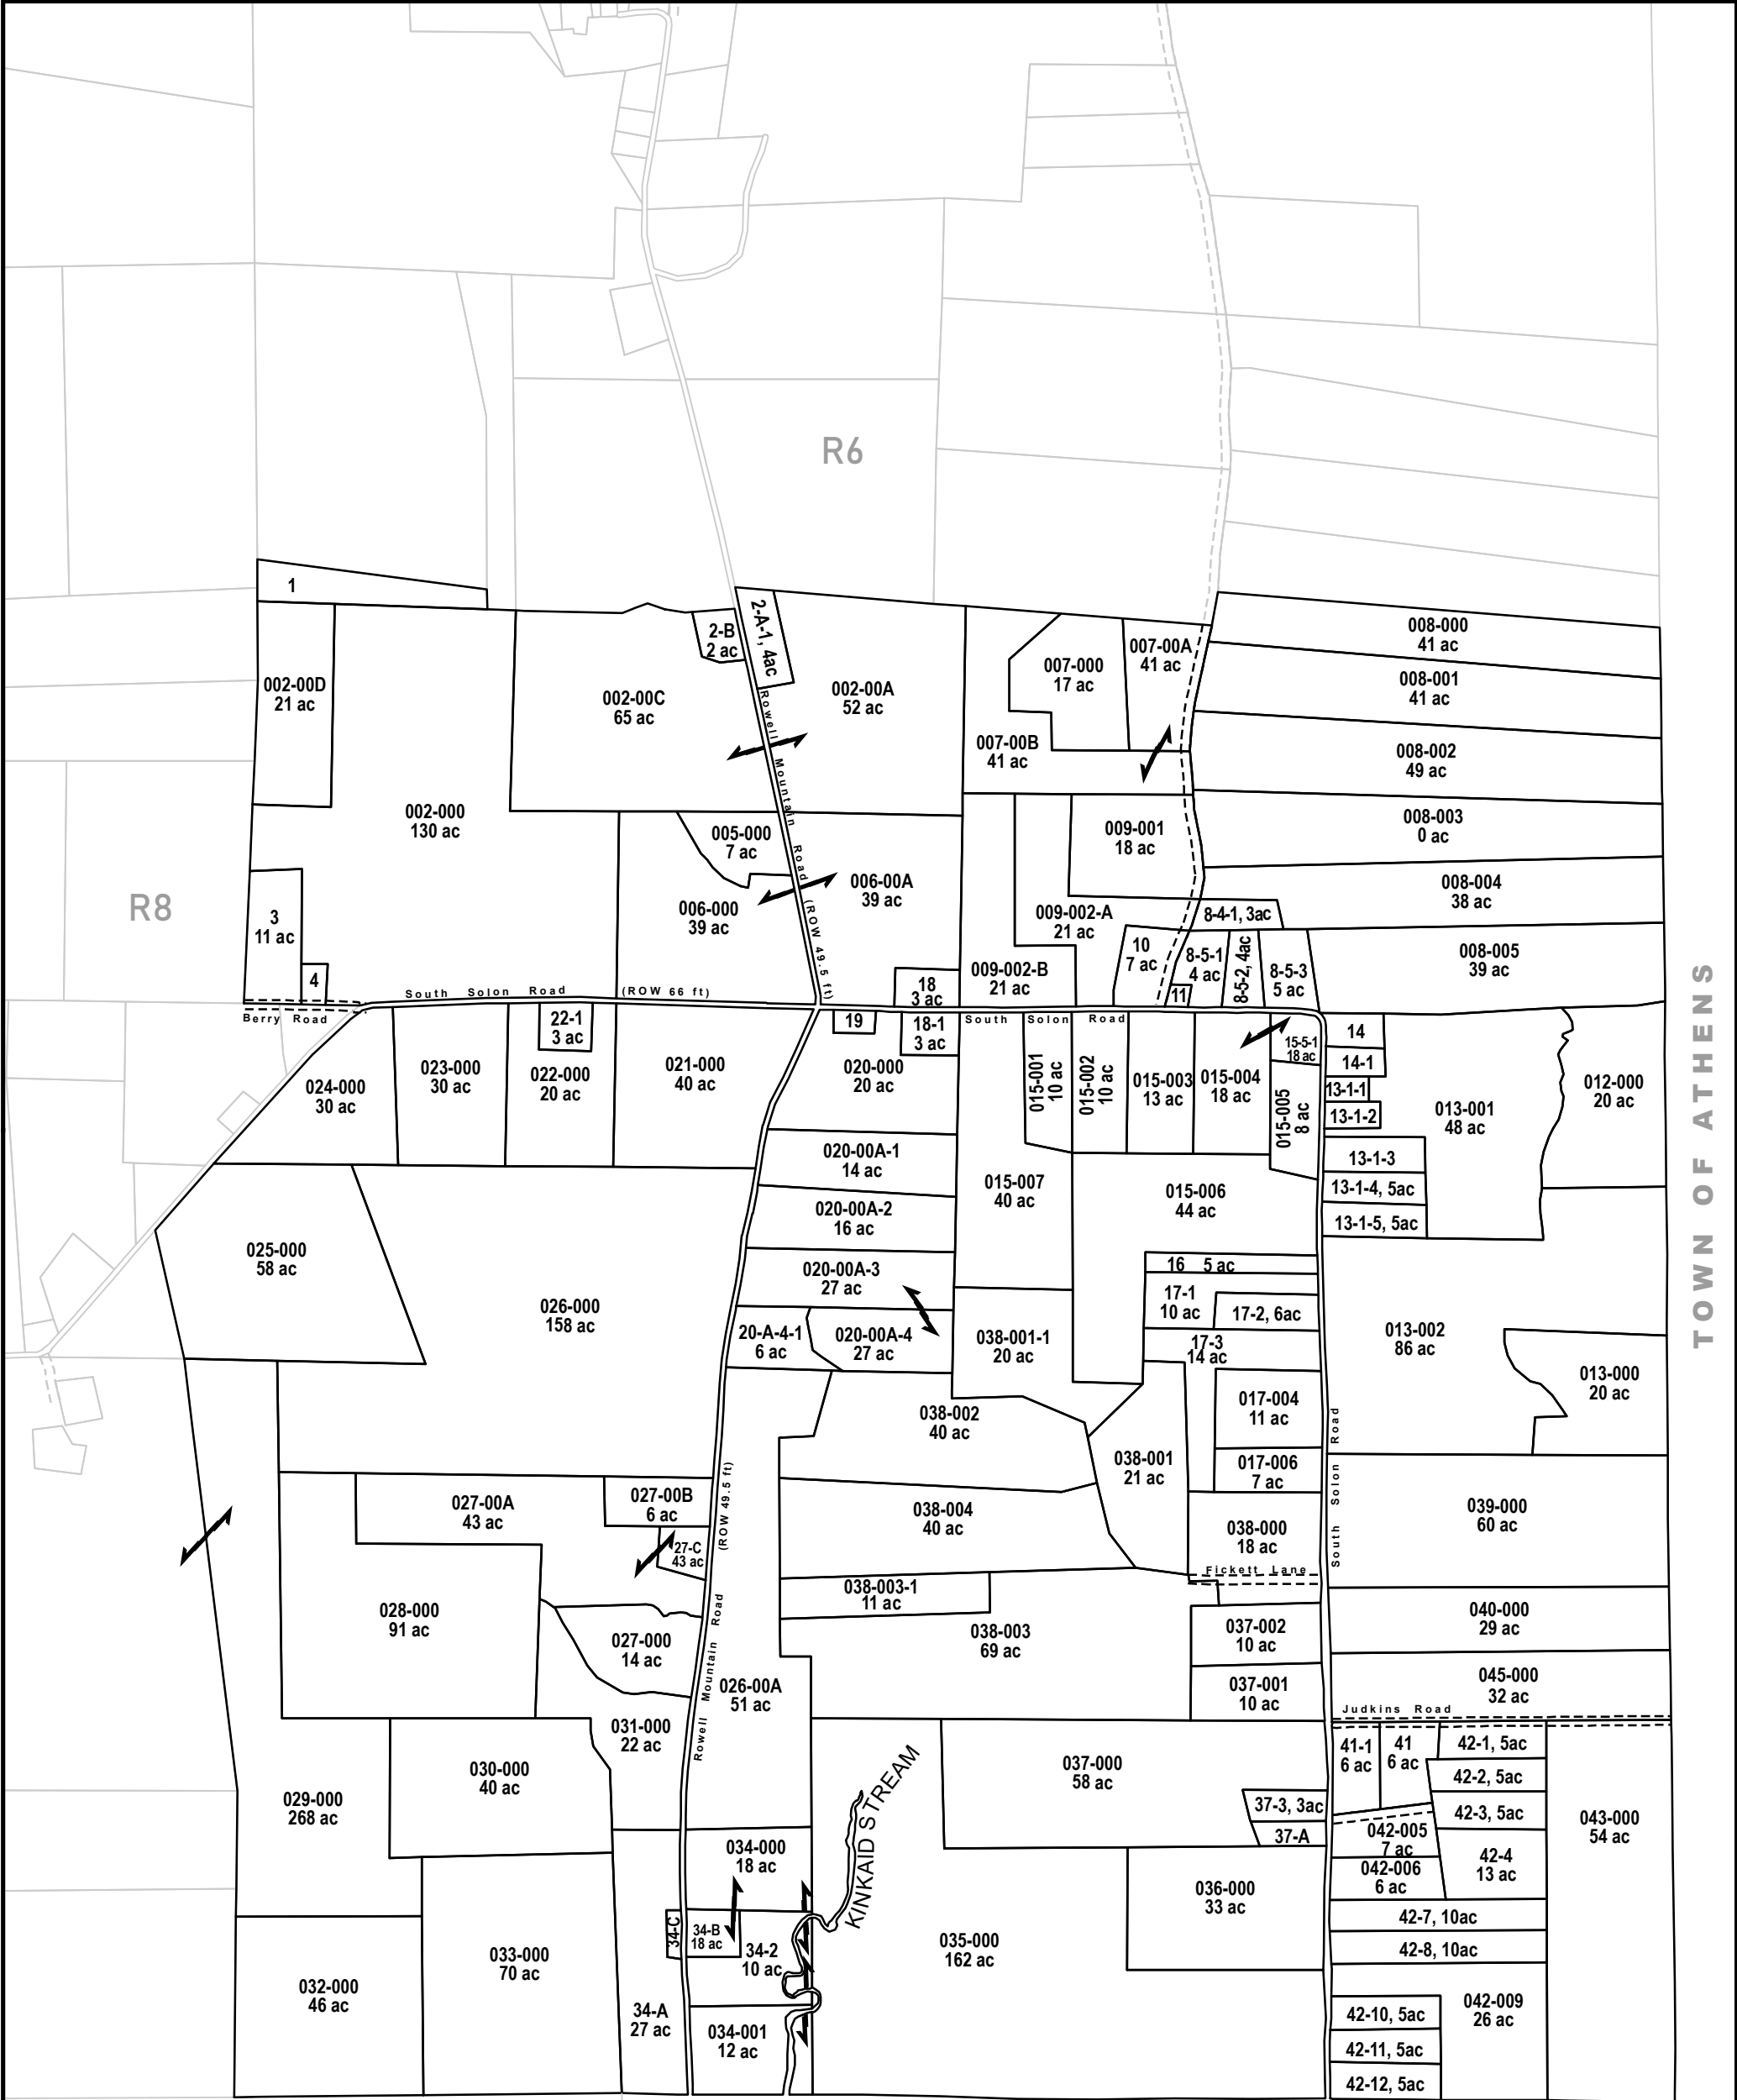 R6
1
2-B
2 ac
2-A-1, 4ac
002-00D
21 ac
002-00C
65 ac
002-00A
52 ac
007-000
17 ac
007-00A
41 ac
007-00B
41 ac
008-000
41 ac
008-001
41 ac
008-002
49 ac
008-003
0 ac
008-004
38 ac
008-005
39 ac
002-000
130 ac
005-000
7 ac
006-000
39 ac
006-00A
39 ac
Rowell Mountain Road (ROW 49.5 ft)
009-001
18 ac
009-002-A
21 ac
009-002-B
21 ac
8-4-1, 3ac
10
7 ac
8-5-1
4 ac
8-5-2, 4ac
8-5-3
5 ac
11
R8
3
11 ac
4
18
3 ac
South Solon Road (ROW 66 ft)
Berry Road
TOWN OF ATHENS
22-1
3 ac
19
18-1
3 ac
South Solon Road
024-000
30 ac
023-000
30 ac
022-000
20 ac
021-000
40 ac
020-000
20 ac
015-001
10 ac
015-002
10 ac
015-003
13 ac
015-004
18 ac
15-5-1
18 ac
015-005
8 ac
14
14-1
13-1-1
13-1-2
13-1-3
13-1-4, 5ac
13-1-5, 5ac
013-001
48 ac
012-000
20 ac
020-00A-1
14 ac
020-00A-2
16 ac
020-00A-3
27 ac
20-A-4-1
6 ac
020-00A-4
27 ac
015-007
40 ac
015-006
44 ac
16 5 ac
17-1
10 ac
17-2, 6ac
17-3
14 ac
025-000
58 ac
026-000
158 ac
038-001-1
20 ac
013-002
86 ac
013-000
20 ac
017-004
11 ac
017-006
7 ac
038-002
40 ac
038-001
21 ac
038-004
40 ac
038-000
18 ac
Fickett Lane
South Solon Road
039-000
60 ac
027-00A
43 ac
027-00B
6 ac
27-C
43 ac
Rowell Mountain Road (ROW 49.5 ft)
028-000
91 ac
027-000
14 ac
038-003-1
11 ac
038-003
69 ac
037-002
10 ac
037-001
10 ac
040-000
29 ac
045-000
32 ac
Judkins Road
026-00A
51 ac
031-000
22 ac
030-000
40 ac
029-000
268 ac
037-000
58 ac
37-3, 3ac
37-A
41-1
6 ac
41
6 ac
42-1, 5ac
42-2, 5ac
42-3, 5ac
042-005
7 ac
042-006
6 ac
42-4
13 ac
043-000
54 ac
034-000
18 ac
KINKAID STREAM
036-000
33 ac
42-7, 10ac
42-8, 10ac
34-C
34-B
18 ac
34-2
10 ac
035-000
162 ac
033-000
70 ac
032-000
46 ac
34-A
27 ac
034-001
12 ac
42-10, 5ac
42-11, 5ac
42-12, 5ac
042-009
26 ac